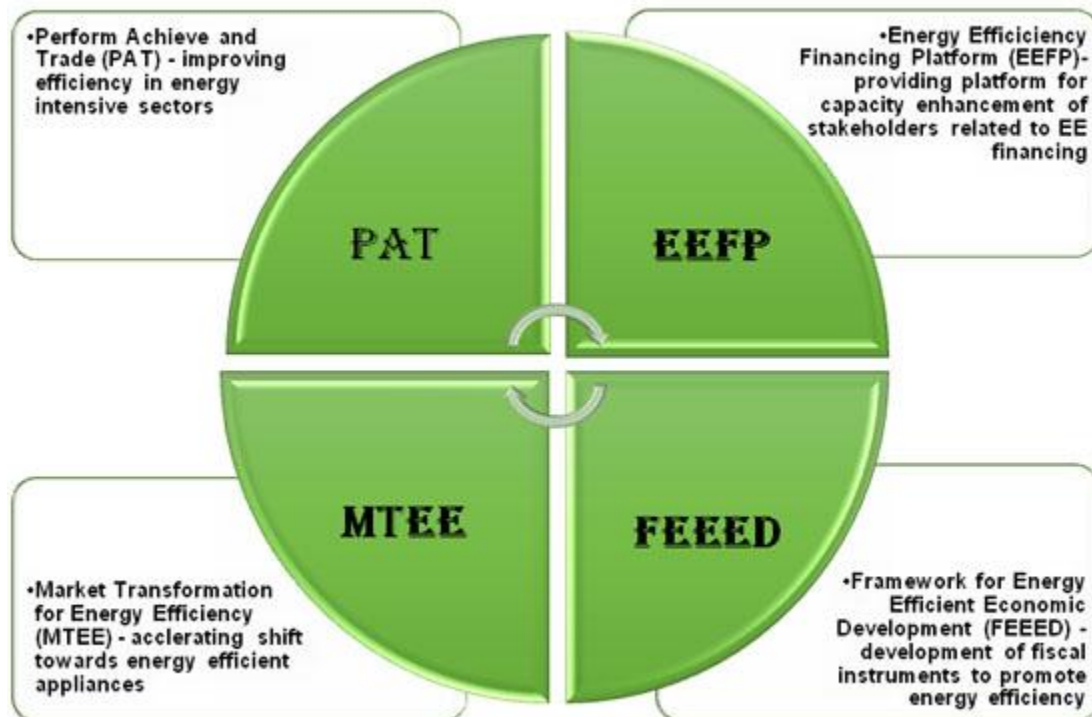 •Perform Achieve and
Trade (PAT) - improving
efficiency in energy
intensive sectors
•Energy Efficiciency
Financing Platform (EEFP)-
providing platform for
capacity enhancement of
stakeholders related to EE
financing
PAT
EEFP
MTEE
FEEED
•Market Transformation
for Energy Efficiency
(MTEE) - acclerating shift
towards energy efficient
appliances
•Framework for Energy
Efficient Economic
Development (FEEED) -
development of fiscal
instruments to promote
energy efficiency